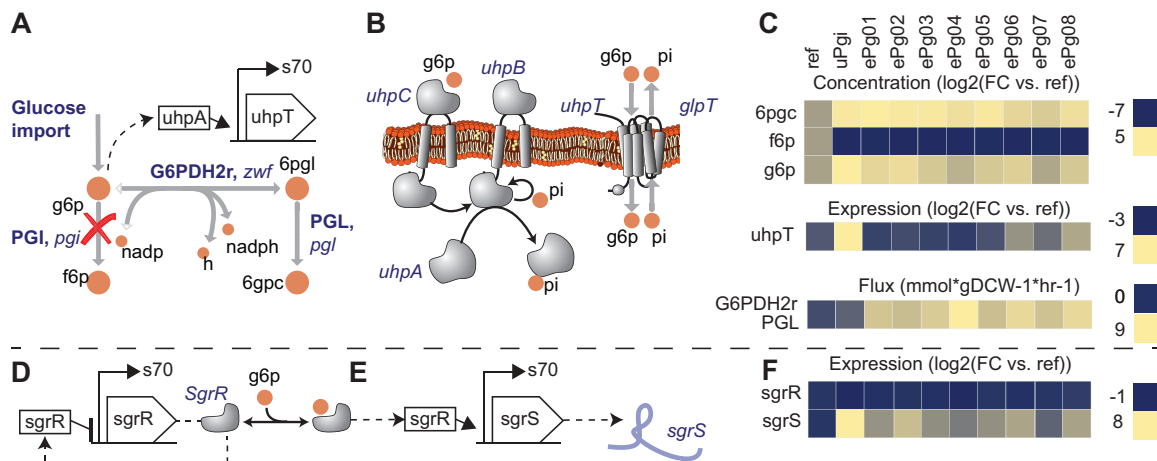 A
s70
Glucose
import
uhpA
uhpT
G6PDH2r, zwf
6pgl
g6p
PGI, pgi
nadp
h
nadph
PGL,
pgl
f6p
6gpc
B
g6p
uhpB
uhpC
uhpT
glpT
g6p
pi
pi
g6p
pi
uhpA
pi
C
ref
uPgi
ePg01
ePg02
ePg03
ePg04
ePg05
ePg06
ePg07
ePg08
Concentration (log2(FC vs. ref))
6pgc
f6p
g6p
-7
5
Expression (log2(FC vs. ref))
uhpT
-3
7
Flux (mmol*gDCW-1*hr-1)
G6PDH2r
PGL
0
9
D
s70
sgrR
sgrR
SgrR
g6p
E
s70
sgrR
sgrS
sgrS
F
Expression (log2(FC vs. ref))
sgrR
sgrS
-1
8